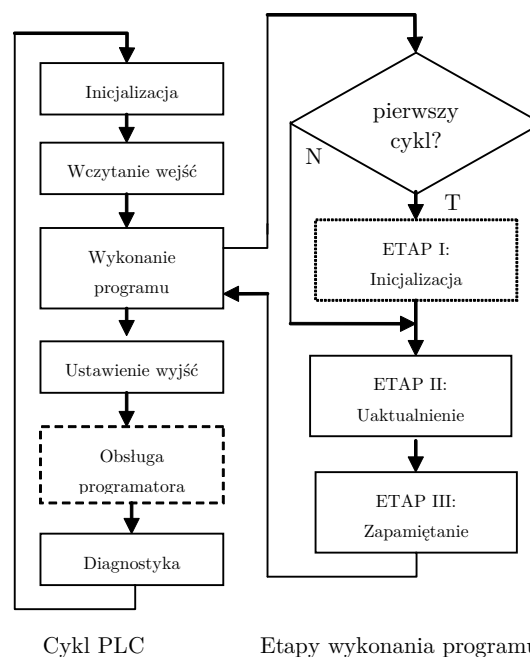 Inicjalizacja
Wczytanie wejść
Wykonanie
programu
Ustawienie wyjść
Obsługa
programatora
Diagnostyka
Cykl PLC
pierwszy
cykl?
N
T
ETAP I:
Inicjalizacja
ETAP II:
Uaktualnienie
ETAP III:
Zapamiętanie
Etapy wykonania programu